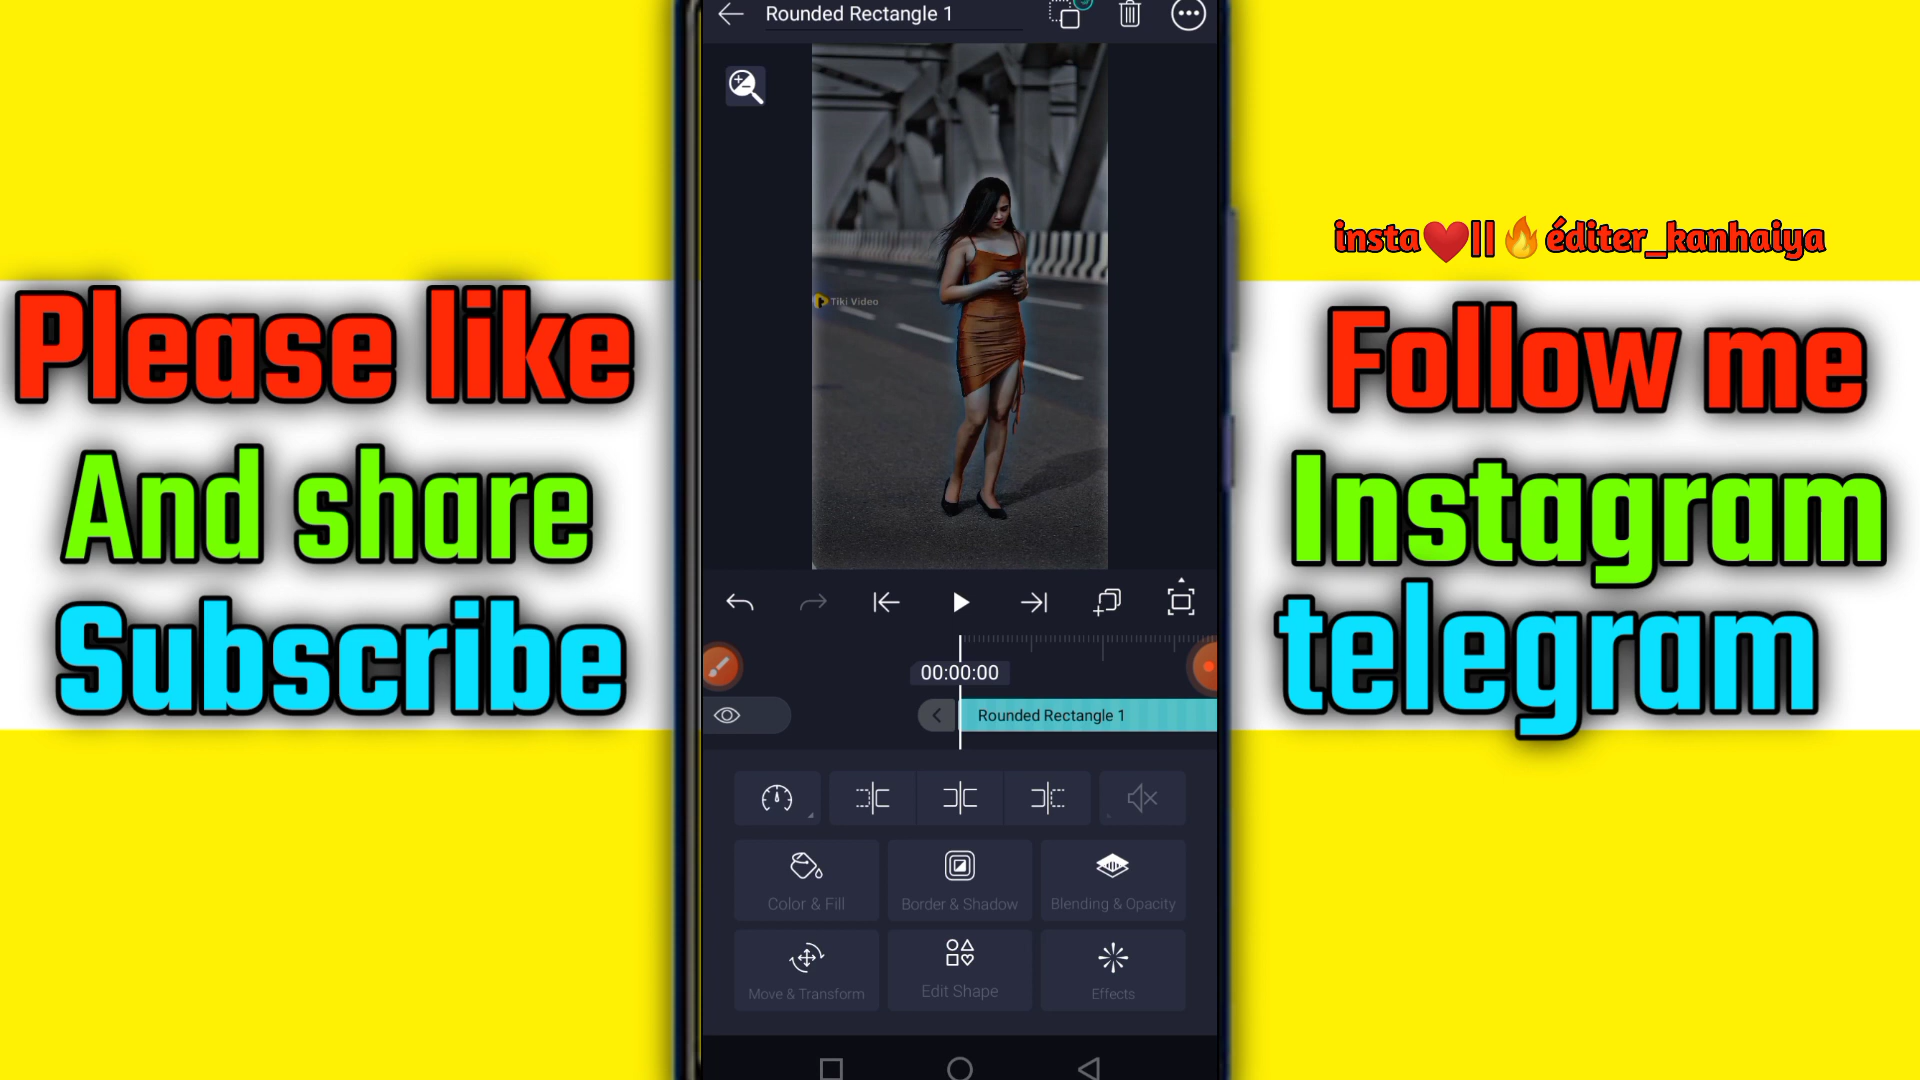 Rounded Rectangle 1
insta❤️||🔥éditer_kanhaiya
Please like
And share
Subscribe
Tiki Video
Follow me
Instagram
telegram
00:00:00
Rounded Rectangle 1
Color & Fill
Border & Shadow
Blending & Opacity
Move & Transform
Edit Shape
Effects